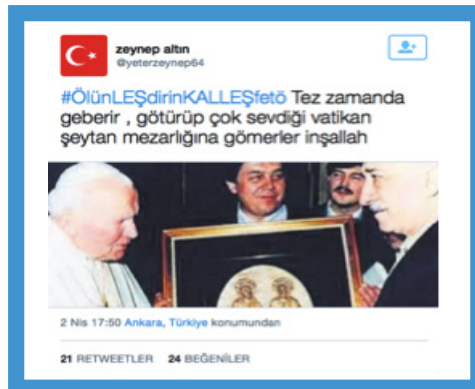 zeynep altın
@yeterzeynep64
#ÖlünLEŞdirinKALLEŞfetö Tez zamanda
geberir , götürüp çok sevdiği vatikan
şeytan mezarlığına gömerler inşallah
2 Nis 17:50 Ankara, Türkiye konumundan
21 RETWEETLER 24 BEĞENİLER